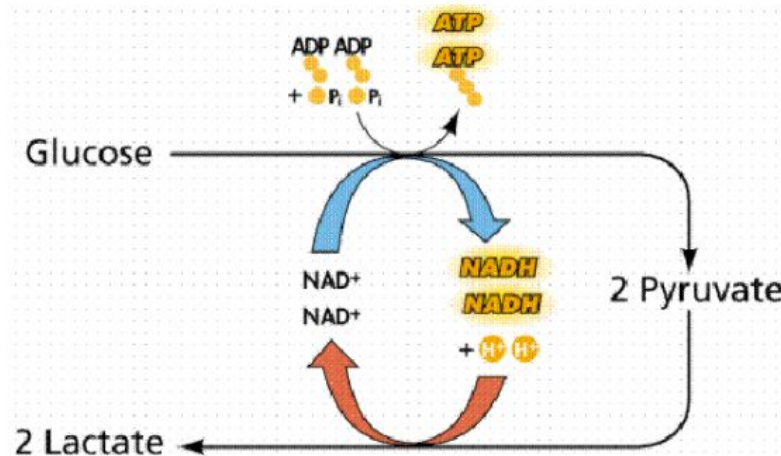 ADP ADP
+ Pi Pi
ATP
ATP
Glucose
NAD+
NAD+
NADH
NADH
+ H+ H+
2 Pyruvate
2 Lactate